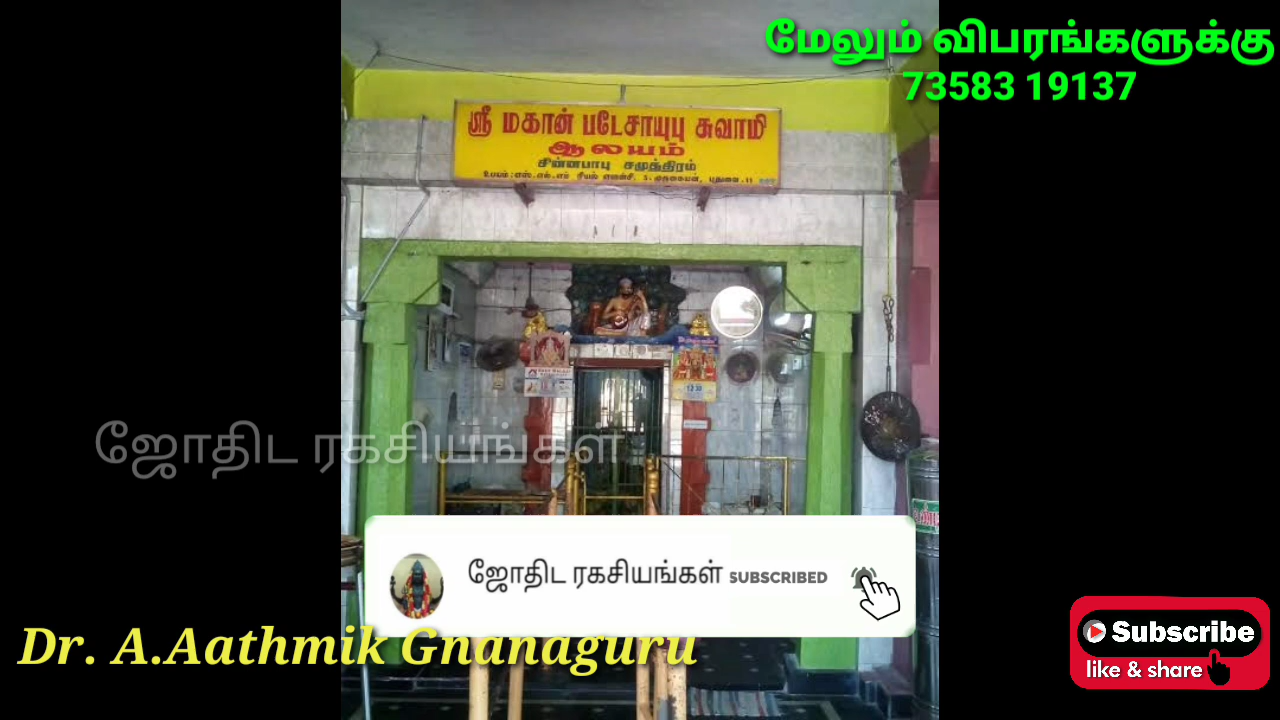 மேலும் விபரங்களுக்கு
73583 19137
ஸ்ரீ மகான் படேசாயுபு சுவாமி
ஆலயம்
சின்னபாபு சமுத்திரம்
ஜோதிட ரகசியங்கள்
ஜோதிட ரகசியங்கள் SUBSCRIBED
Dr. A.Aathmik Gnanaguru
Subscribe
like & share